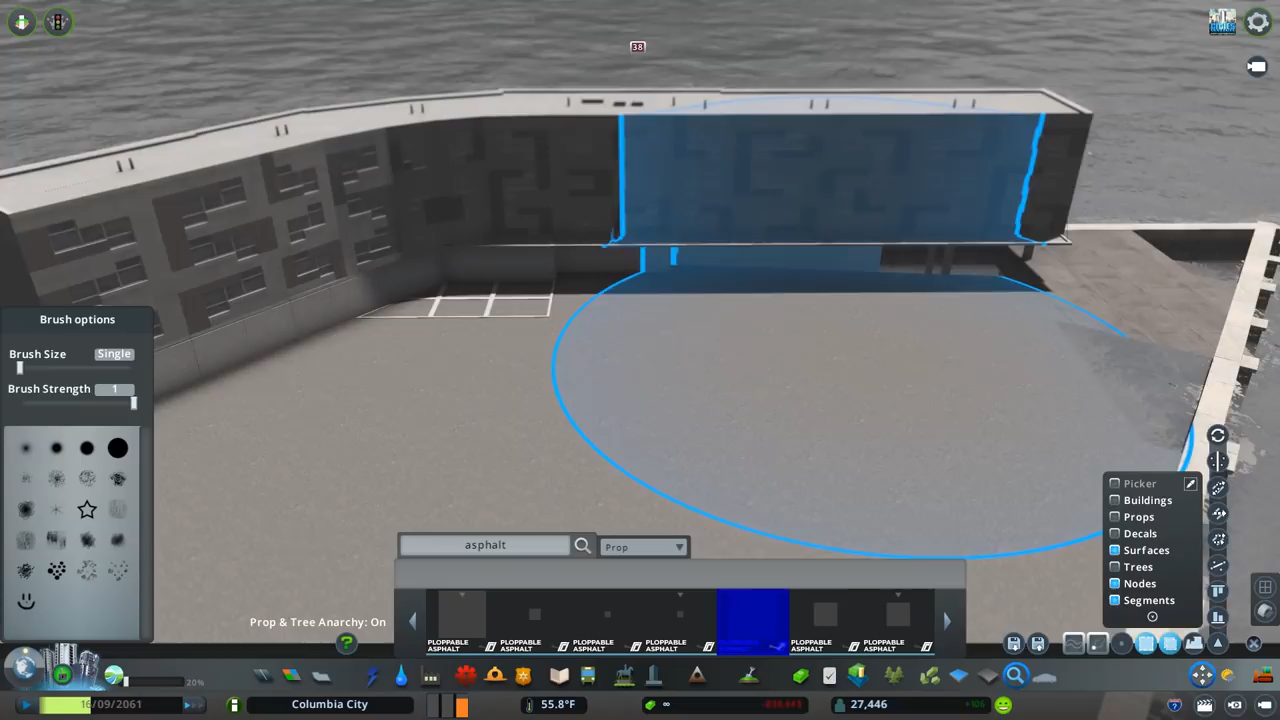 38
Brush options
Brush Size Single
Brush Strength 1
Picker
Buildings
Props
Decals
Surfaces
Trees
Nodes
Segments
asphalt
Prop
PLOPPABLE ASPHALT
PLOPPABLE ASPHALT
PLOPPABLE ASPHALT
PLOPPABLE ASPHALT
PLOPPABLE ASPHALT
PLOPPABLE ASPHALT
Prop & Tree Anarchy: On
20%
16/09/2061
Columbia City
55.8°F
∞
27,446